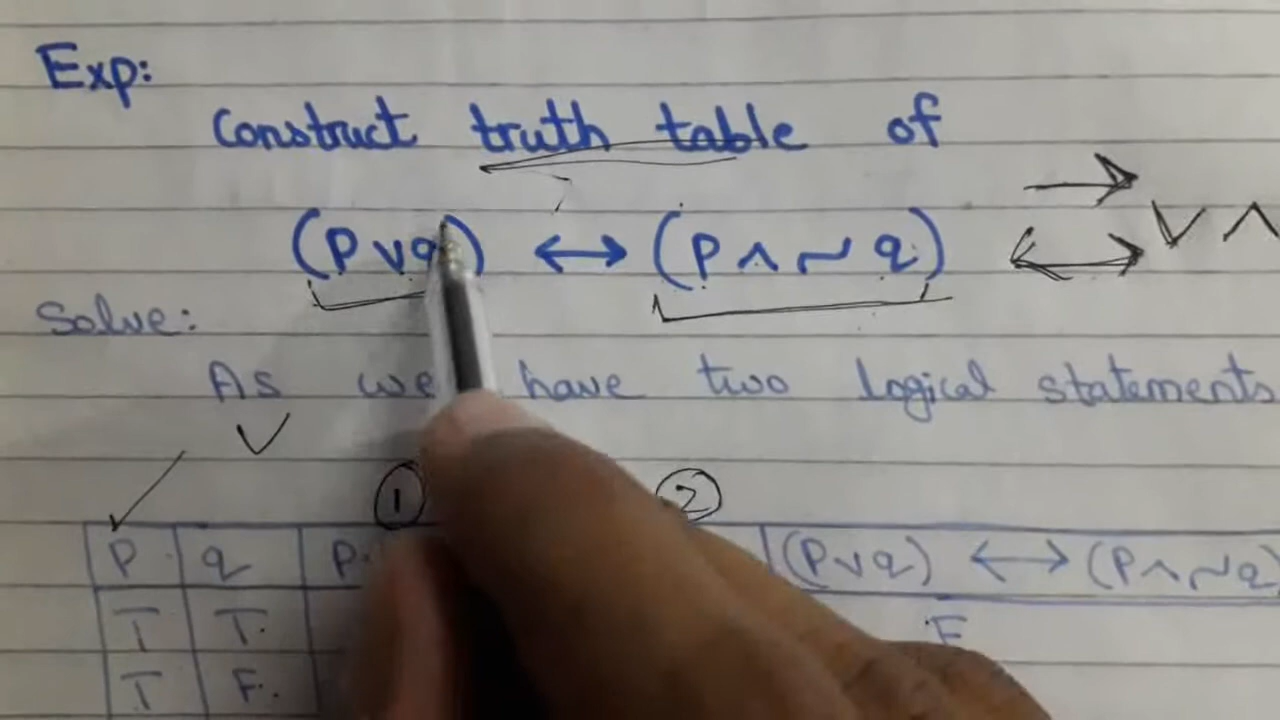 Exp:
Construct truth table of
(P∨q) ↔ (P∧~q) → ↔ ∨ ∧
Solve:
As we have two logical statements
① ②
P q P (P∨q) ↔ (P∧~q)
T T F
T F